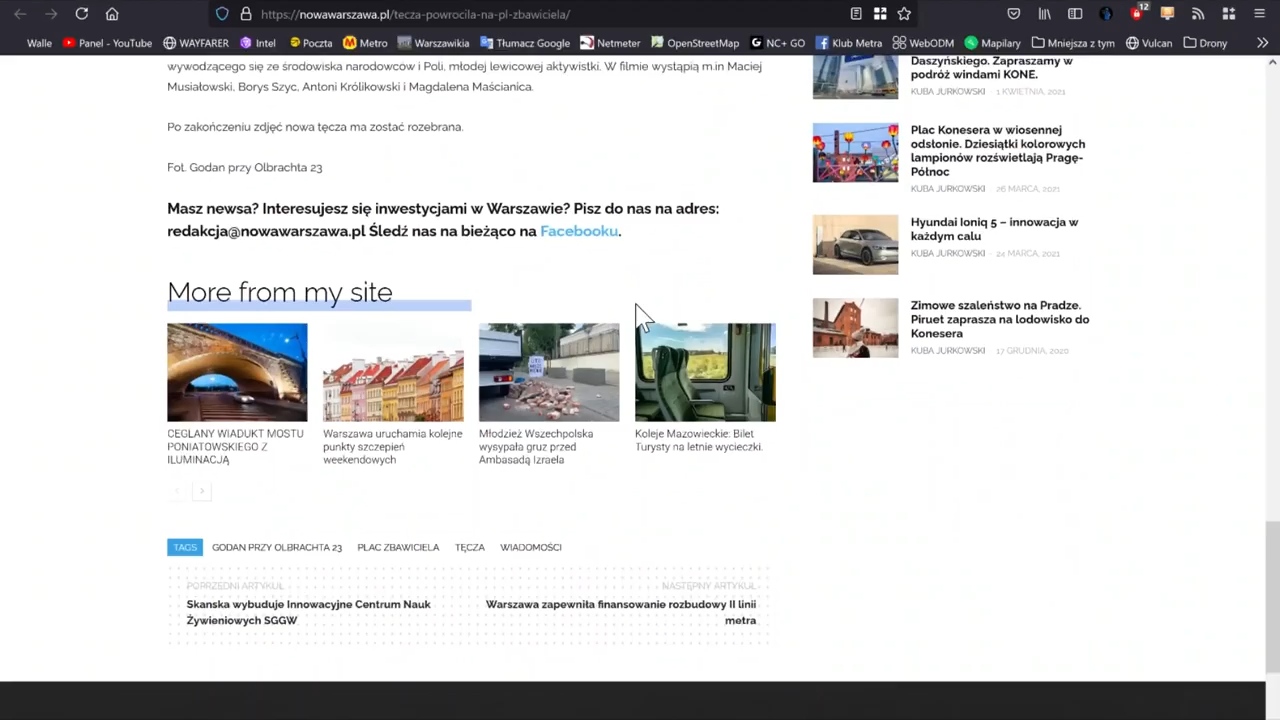 https://nowawarszawa.pl/tecza-powrocila-na-pl-zbawiciela/
12
Walle
Panel - YouTube
WAYFARER
Intel
Poczta
Metro
Warszawikia
Tłumacz Google
Netmeter
OpenStreetMap
NC+ GO
Klub Metra
WebODM
Mapilary
Mniejsza z tym
Vulcan
Drony
wywodzącego się ze środowiska narodowców i Poli, młodej lewicowej aktywistki. W filmie wystąpią m.in Maciej
Musiałowski, Borys Szyc, Antoni Królikowski i Magdalena Maścianica.
Po zakończeniu zdjęć nowa tęcza ma zostać rozebrana.
Fot. Godan przy Olbrachta 23
Masz newsa? Interesujesz się inwestycjami w Warszawie? Pisz do nas na adres:
redakcja@nowawarszawa.pl Śledź nas na bieżąco na Facebooku.
More from my site
CEGLANY WIADUKT MOSTU
PONIATOWSKIEGO Z
ILUMINACJĄ
Warszawa uruchamia kolejne
punkty szczepień
weekendowych
Młodzież Wszechpolska
wysypała gruz przed
Ambasadą Izraela
Koleje Mazowieckie: Bilet
Turysty na letnie wycieczki.
TAGS
GODAN PRZY OLBRACHTA 23
PLAC ZBAWICIELA
TĘCZA
WIADOMOŚCI
POPRZEDNI ARTYKUŁ
Skanska wybuduje Innowacyjne Centrum Nauk
Żywieniowych SGGW
NASTĘPNY ARTYKUŁ
Warszawa zapewniła finansowanie rozbudowy II linii
metra
Daszyńskiego. Zapraszamy w
podróż windami KONE.
KUBA JURKOWSKI - 1 KWIETNIA, 2021
Plac Konesera w wiosennej
odsłonie. Dziesiątki kolorowych
lampionów rozświetlają Pragę-
Północ
KUBA JURKOWSKI - 26 MARCA, 2021
Hyundai Ioniq 5 – innowacja w
każdym calu
KUBA JURKOWSKI - 24 MARCA, 2021
Zimowe szaleństwo na Pradze.
Piruet zaprasza na lodowisko do
Konesera
KUBA JURKOWSKI - 17 GRUDNIA, 2020